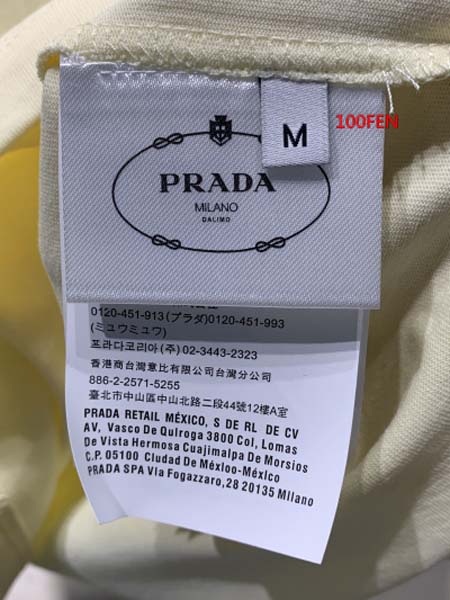 M
100FEN
PRADA
MILANO
DALIMO
0120-451-913(プラダ)0120-451-993
(ミュウミュウ)
프라다코리아(주) 02-3443-2323
香港商台灣意比有限公司台灣分公司
886-2-2571-5255
臺北市中山區中山北路二段44號12樓A室
PRADA RETAIL MÉXICO, S DE RL DE CV
AV, Vasco De Quiroga 3800 Col, Lomas
De Vista Hermosa Cuajimalpa De Morsios
C.P. 05100 Cludad De Méxloo-México
PRADA SPA Vla Fogazzaro,28 20135 Milano